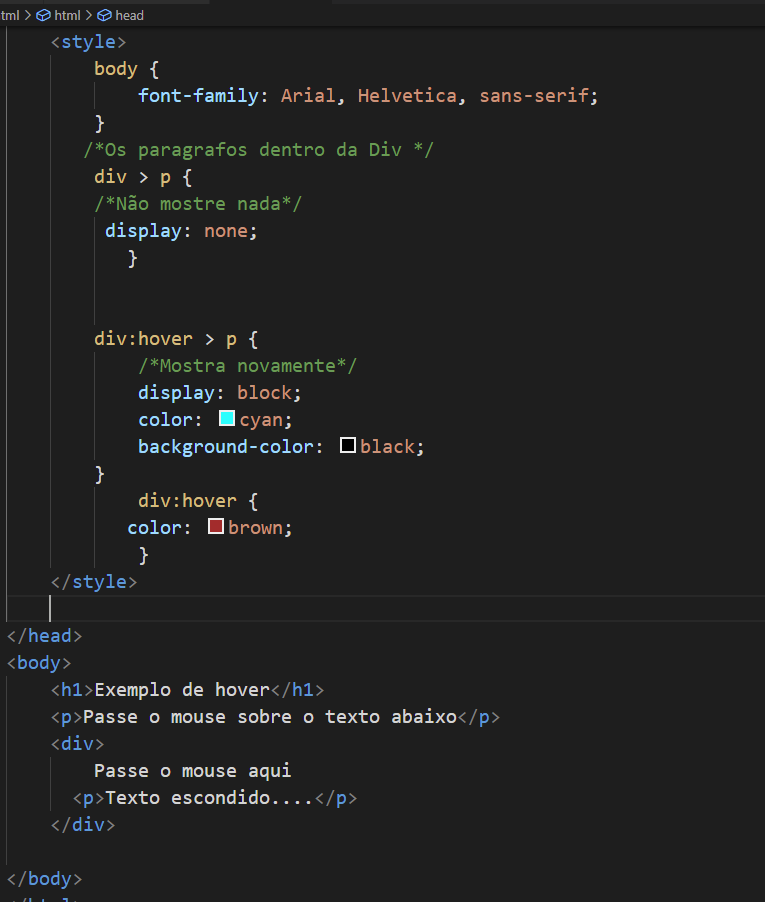 tml > html > head
<style>
body {
font-family: Arial, Helvetica, sans-serif;
}
/*Os paragrafos dentro da Div */
div > p {
/*Não mostre nada*/
display: none;
}
div:hover > p {
/*Mostra novamente*/
display: block;
color: cyan;
background-color: black;
}
div:hover {
color: brown;
}
</style>
</head>
<body>
<h1>Exemplo de hover</h1>
<p>Passe o mouse sobre o texto abaixo</p>
<div>
Passe o mouse aqui
<p>Texto escondido....</p>
</div>
</body>